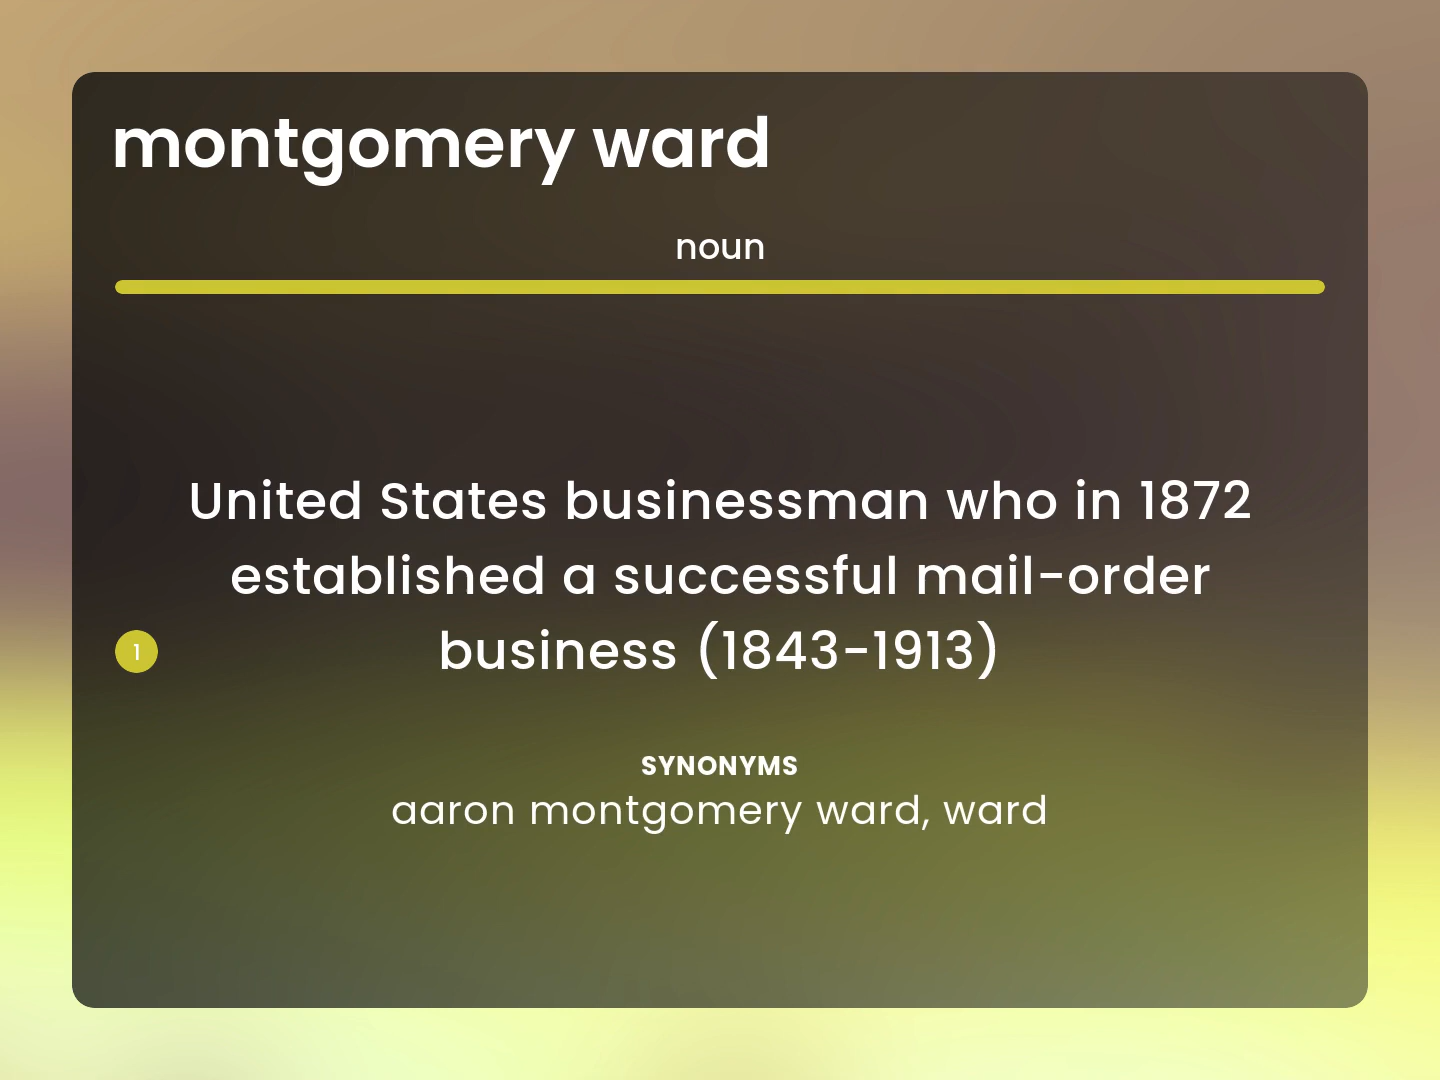 montgomery ward
noun
United States businessman who in 1872
established a successful mail-order
1 business (1843-1913)
SYNONYMS
aaron montgomery ward, ward